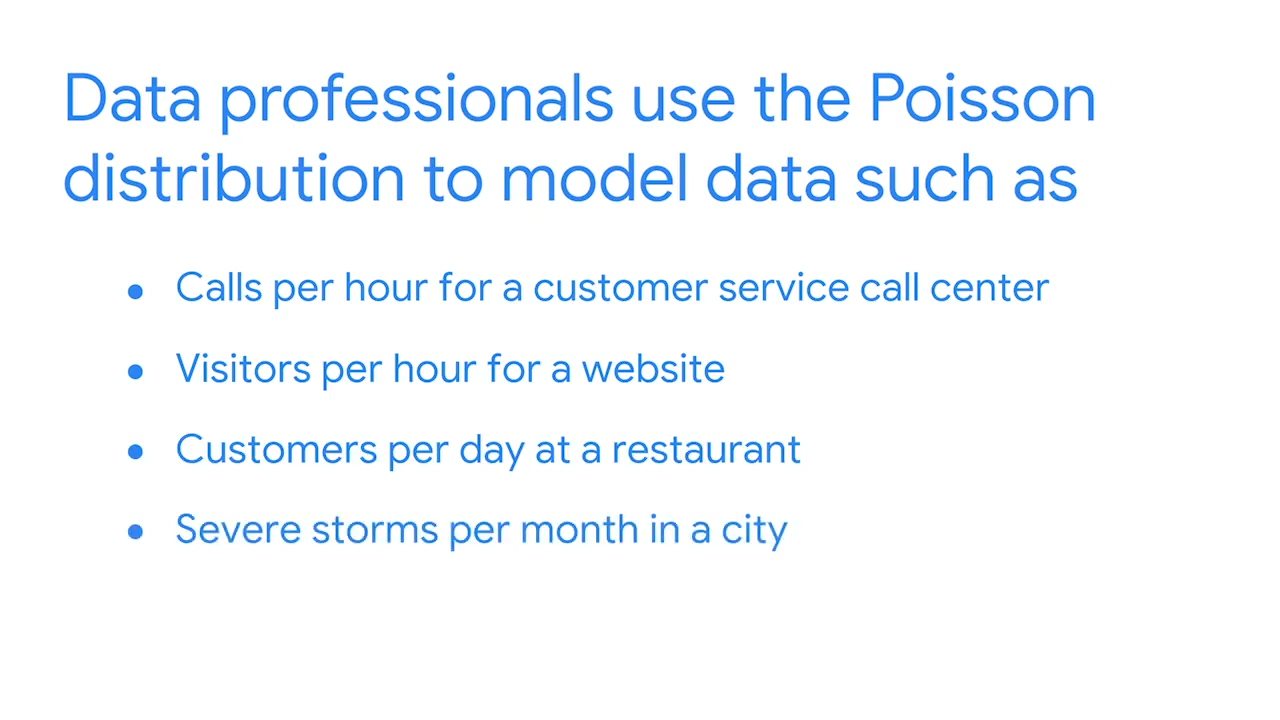 Data professionals use the Poisson
distribution to model data such as
• Calls per hour for a customer service call center
• Visitors per hour for a website
• Customers per day at a restaurant
• Severe storms per month in a city